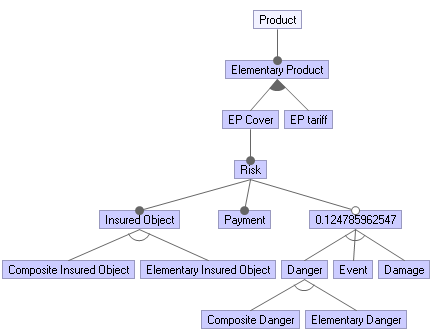 Product
Elementary Product
EP Cover
EP tariff
Risk
Insured Object
Payment
0.124785962547
Composite Insured Object
Elementary Insured Object
Danger
Event
Damage
Composite Danger
Elementary Danger